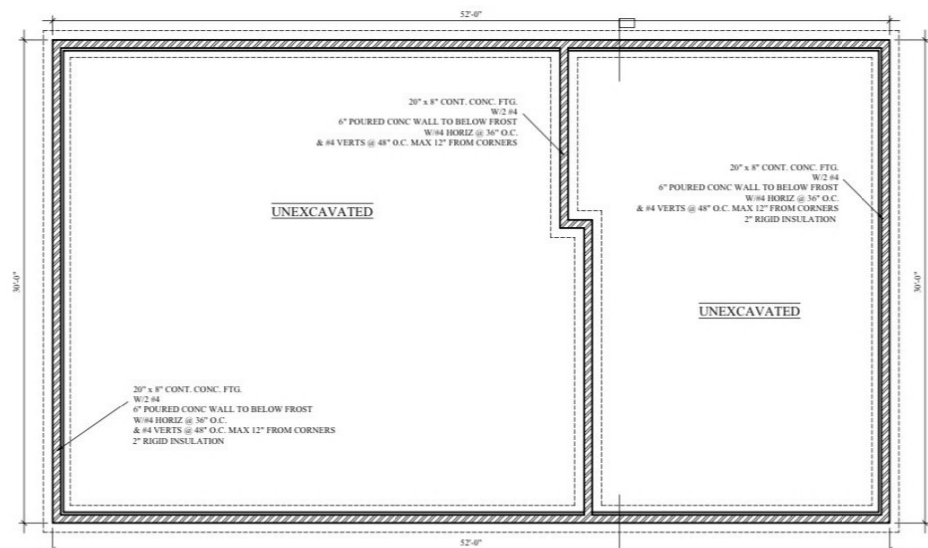 52'-0"
20" x 8" CONT. CONC. FTG.
W/2 #4
6" POURED CONC WALL TO BELOW FROST
W/#4 HORIZ @ 36" O.C.
& #4 VERTS @ 48" O.C. MAX 12" FROM CORNERS
20" x 8" CONT. CONC. FTG.
W/2 #4
6" POURED CONC WALL TO BELOW FROST
W/#4 HORIZ @ 36" O.C.
& #4 VERTS @ 48" O.C. MAX 12" FROM CORNERS
2" RIGID INSULATION
UNEXCAVATED
30'-0"
30'-0"
UNEXCAVATED
20" x 8" CONT. CONC. FTG.
W/2 #4
6" POURED CONC WALL TO BELOW FROST
W/#4 HORIZ @ 36" O.C.
& #4 VERTS @ 48" O.C. MAX 12" FROM CORNERS
2" RIGID INSULATION
52'-0"